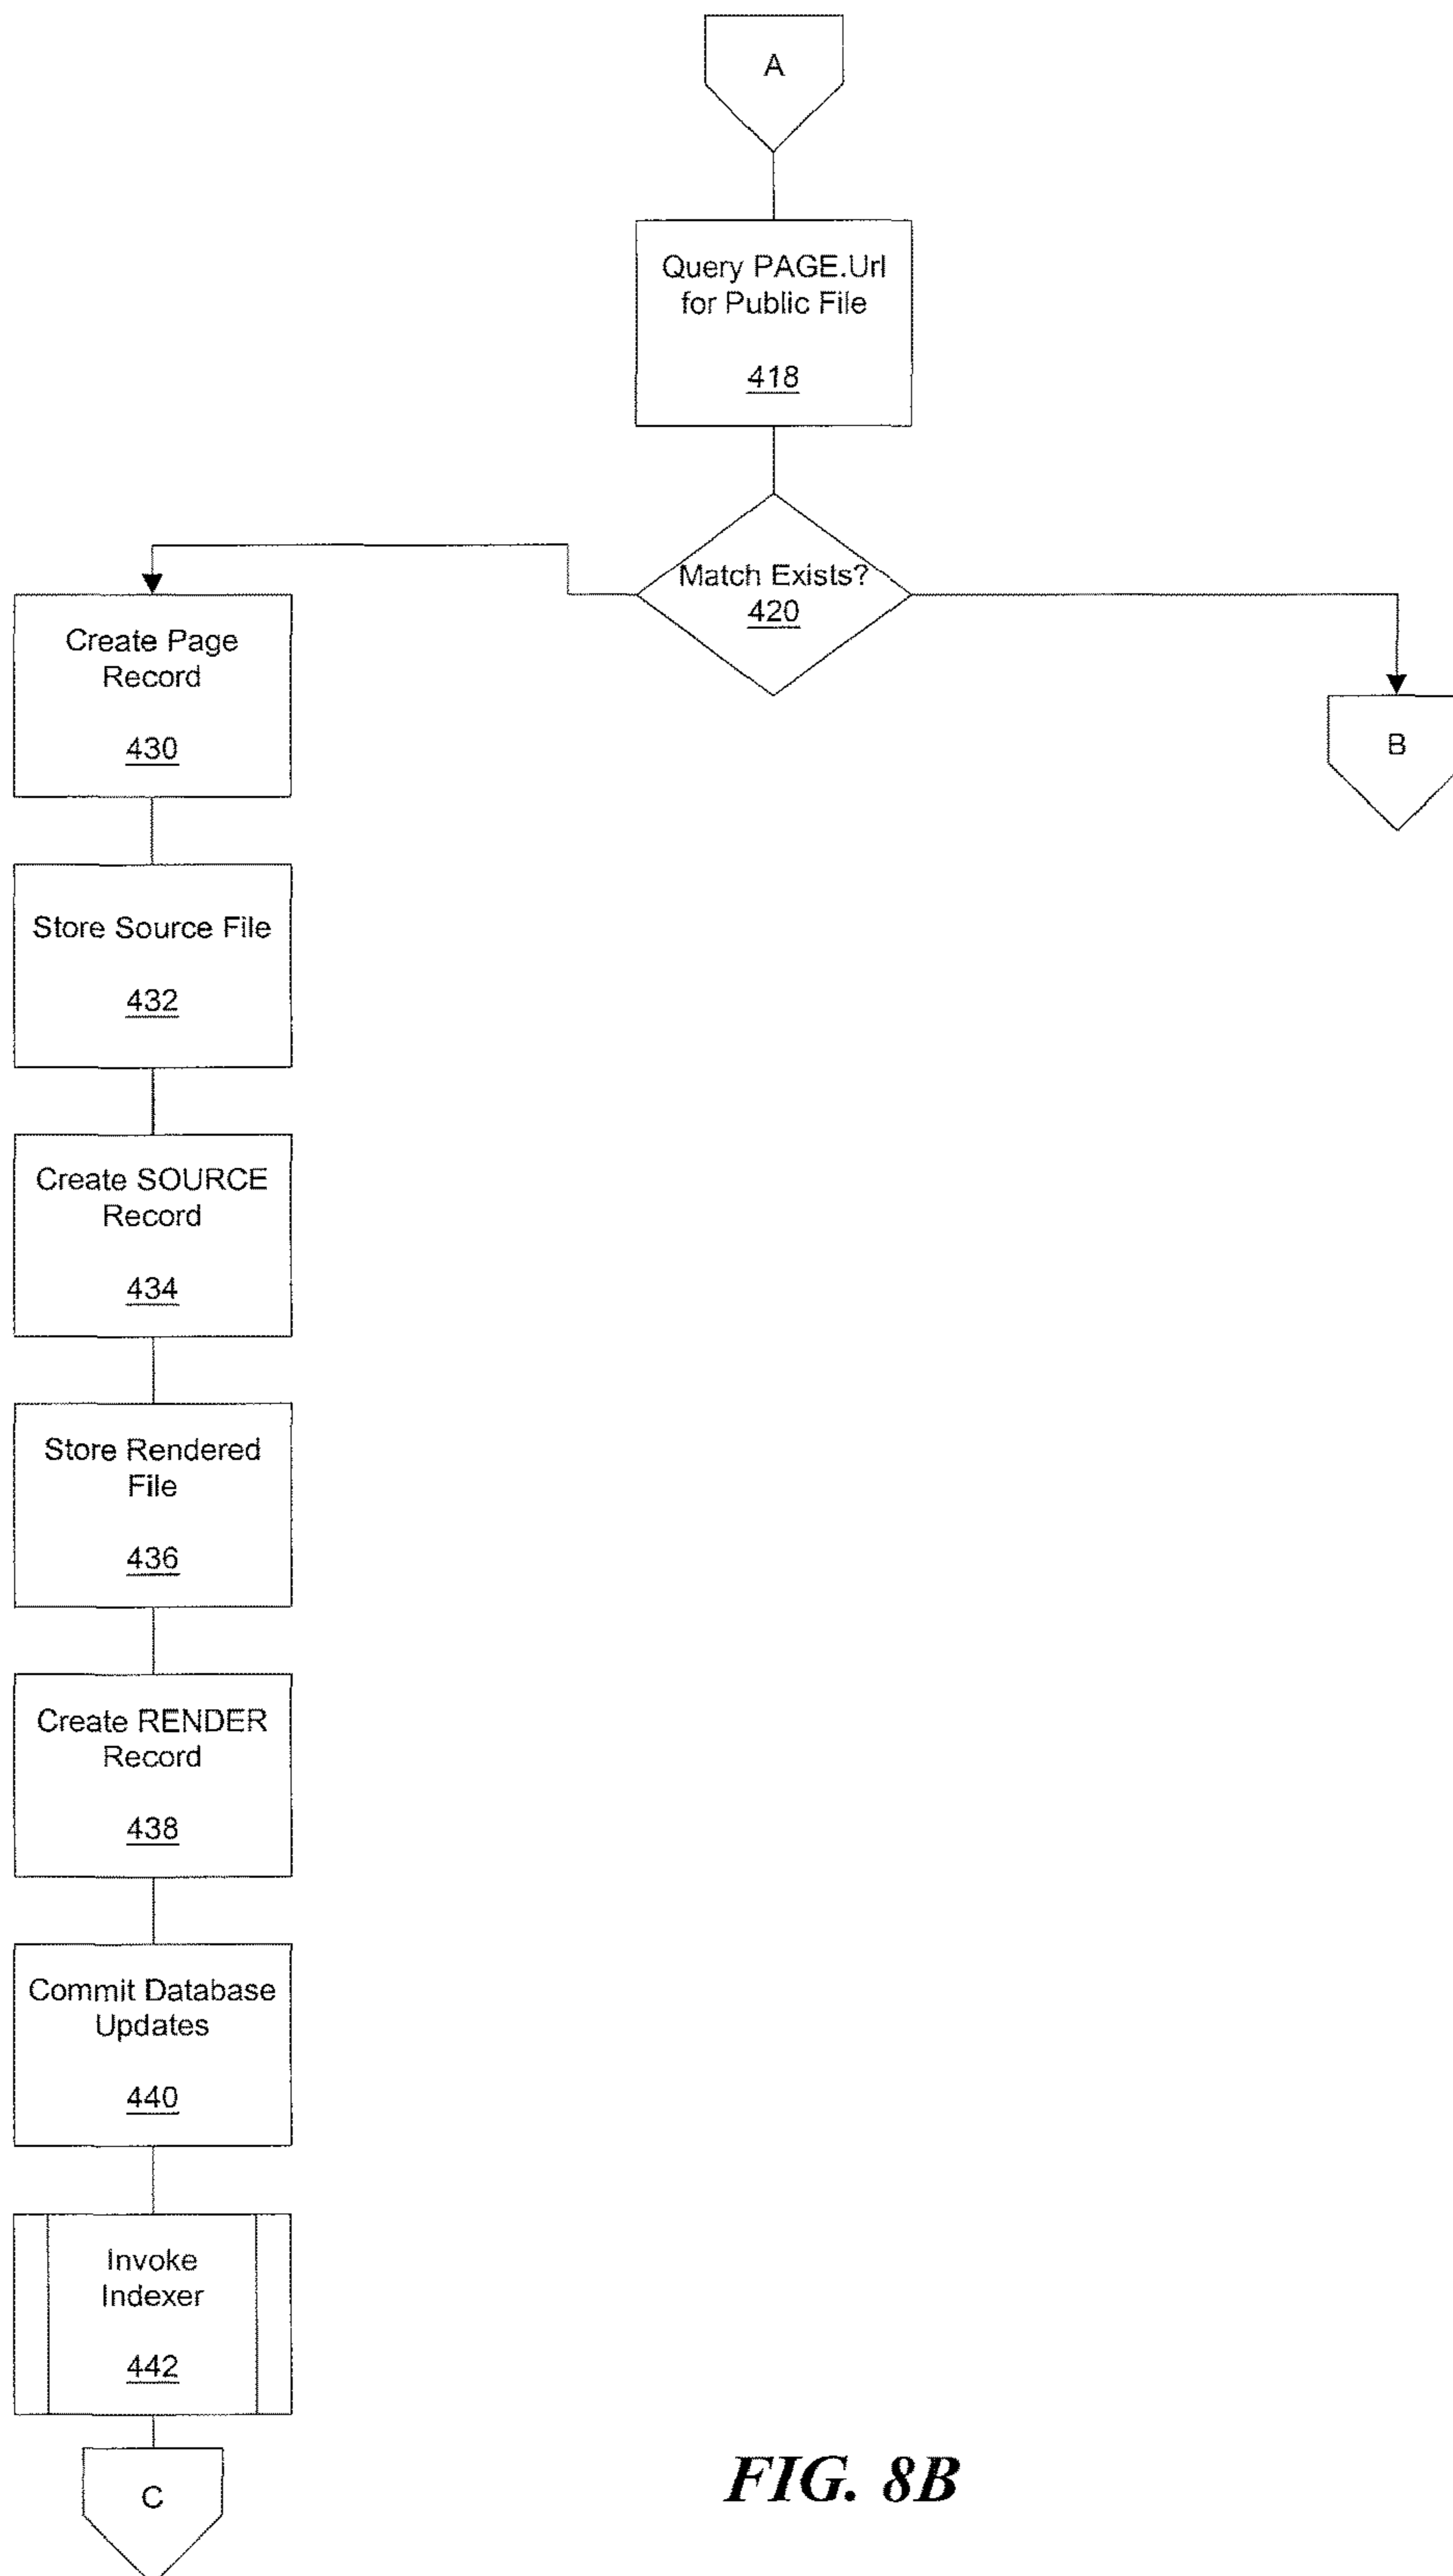 A
Query PAGE.Url
for Public File
418
Match Exists?
420
Create Page
Record
430
B
Store Source File
432
Create SOURCE
Record
434
Store Rendered
File
436
Create RENDER
Record
438
Commit Database
Updates
440
Invoke
Indexer
442
C
FIG. 8B